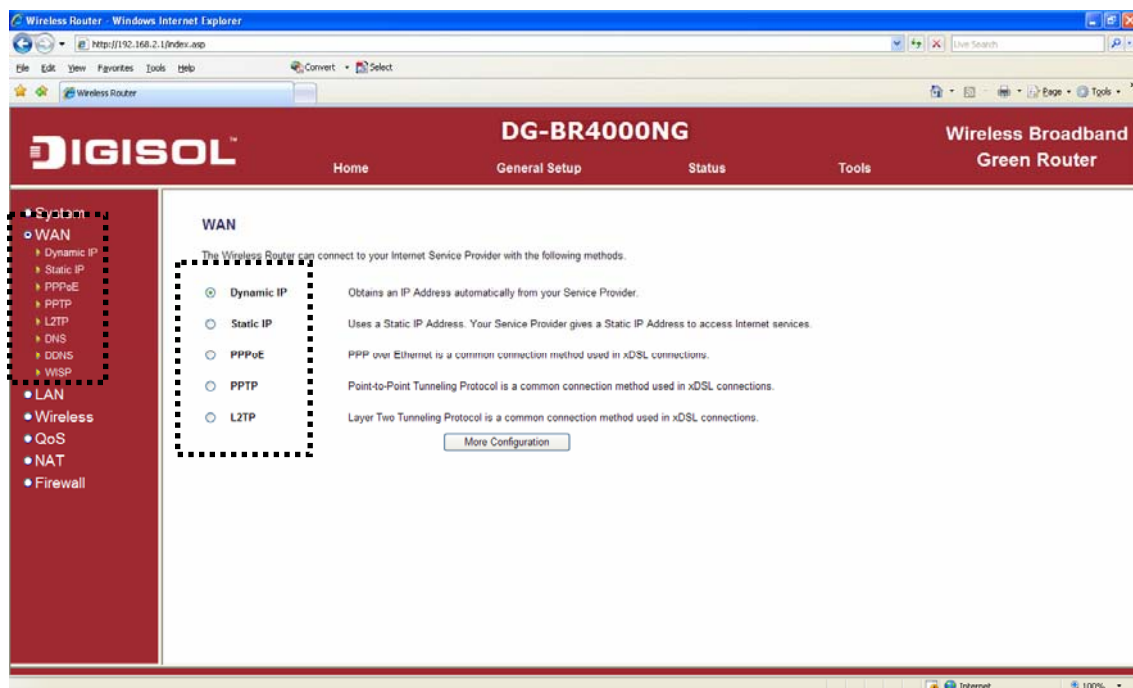 Wireless Router - Windows Internet Explorer
http://192.168.2.1/index.asp
Live Search
File Edit View Favorites Tools Help
Convert Select
Wireless Router
Page Tools
DIGISOL™
DG-BR4000NG
Wireless Broadband
Green Router
Home General Setup Status Tools
System
WAN
Dynamic IP
Static IP
PPPoE
PPTP
L2TP
DNS
DDNS
WISP
LAN
Wireless
QoS
NAT
Firewall
WAN
The Wireless Router can connect to your Internet Service Provider with the following methods.
Dynamic IP Obtains an IP Address automatically from your Service Provider.
Static IP Uses a Static IP Address. Your Service Provider gives a Static IP Address to access Internet services.
PPPoE PPP over Ethernet is a common connection method used in xDSL connections.
PPTP Point-to-Point Tunneling Protocol is a common connection method used in xDSL connections.
L2TP Layer Two Tunneling Protocol is a common connection method used in xDSL connections.
More Configuration
Internet 100%